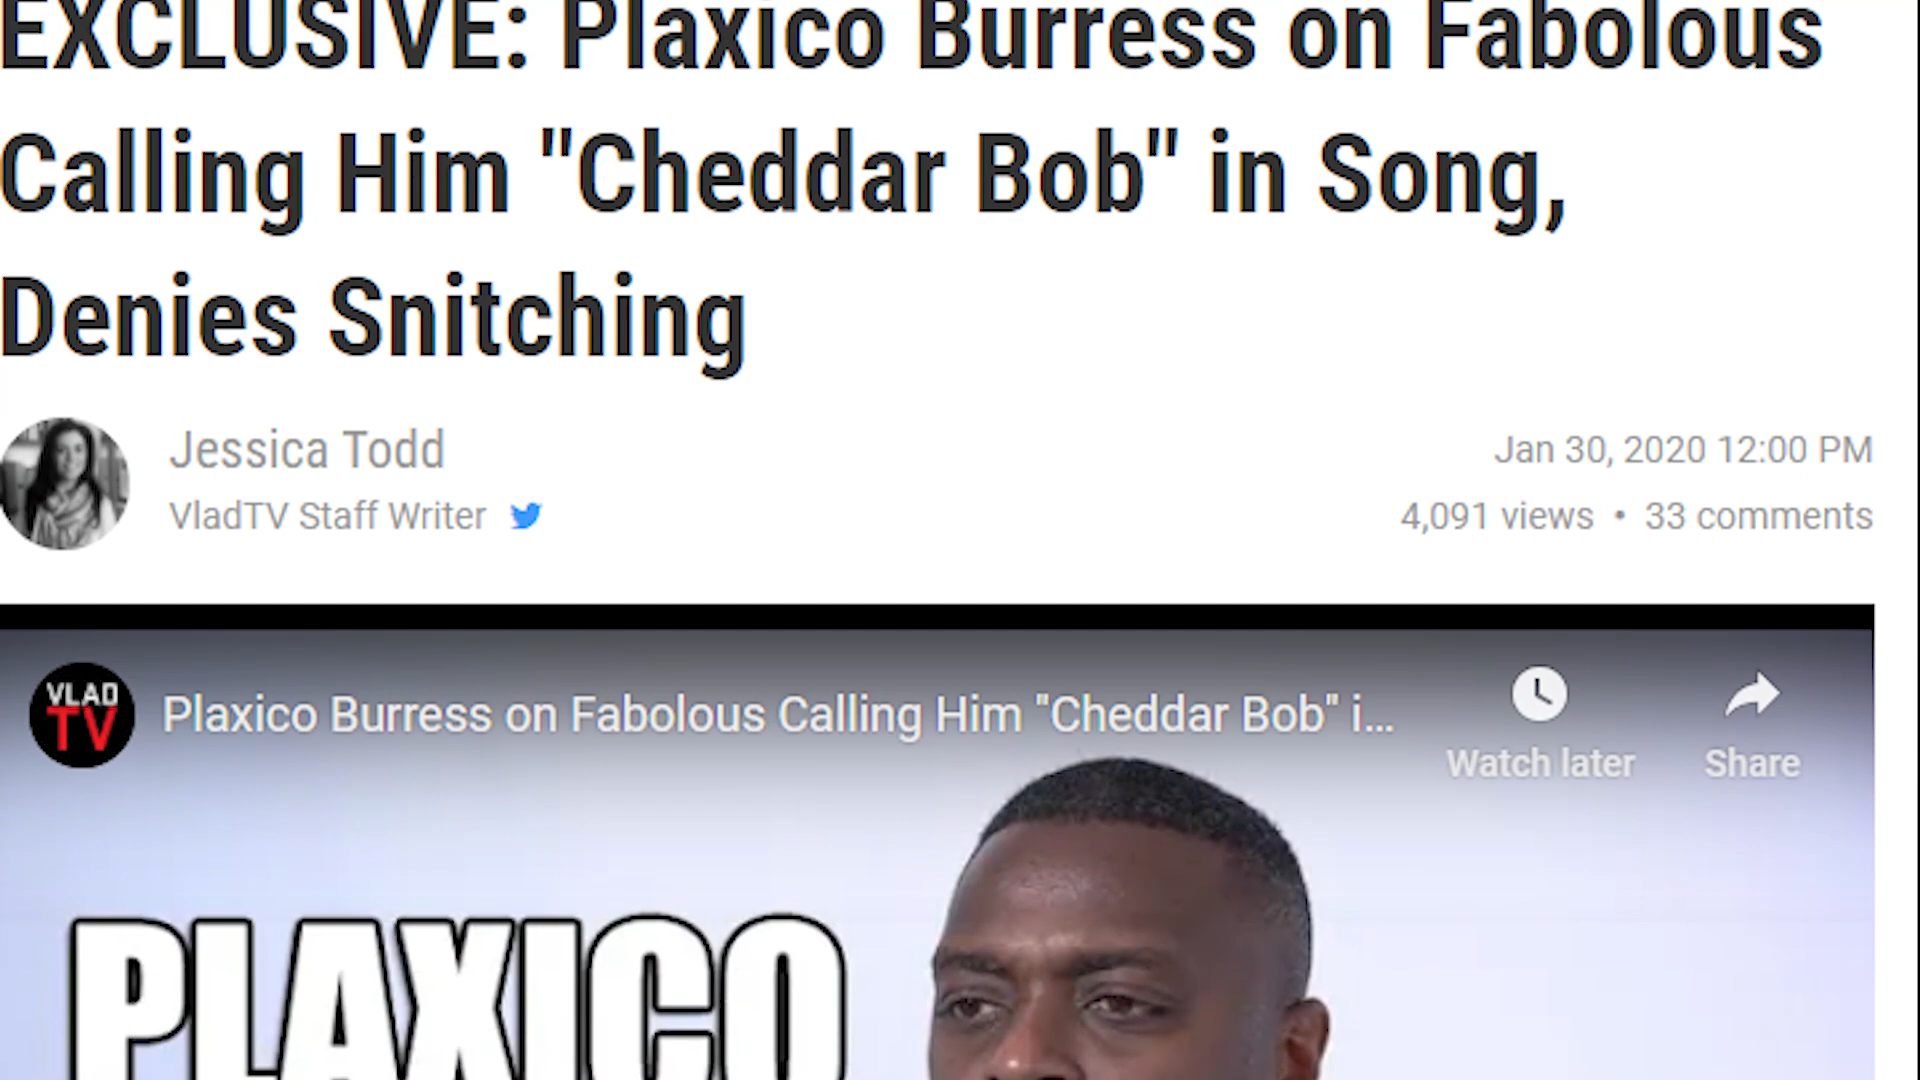 EXCLUSIVE: Plaxico Burress on Fabolous
Calling Him "Cheddar Bob" in Song,
Denies Snitching
Jessica Todd
VladTV Staff Writer
Jan 30, 2020 12:00 PM
4,091 views • 33 comments
VLAD
TV
Plaxico Burress on Fabolous Calling Him "Cheddar Bob" i...
Watch later
Share
PLAXICO